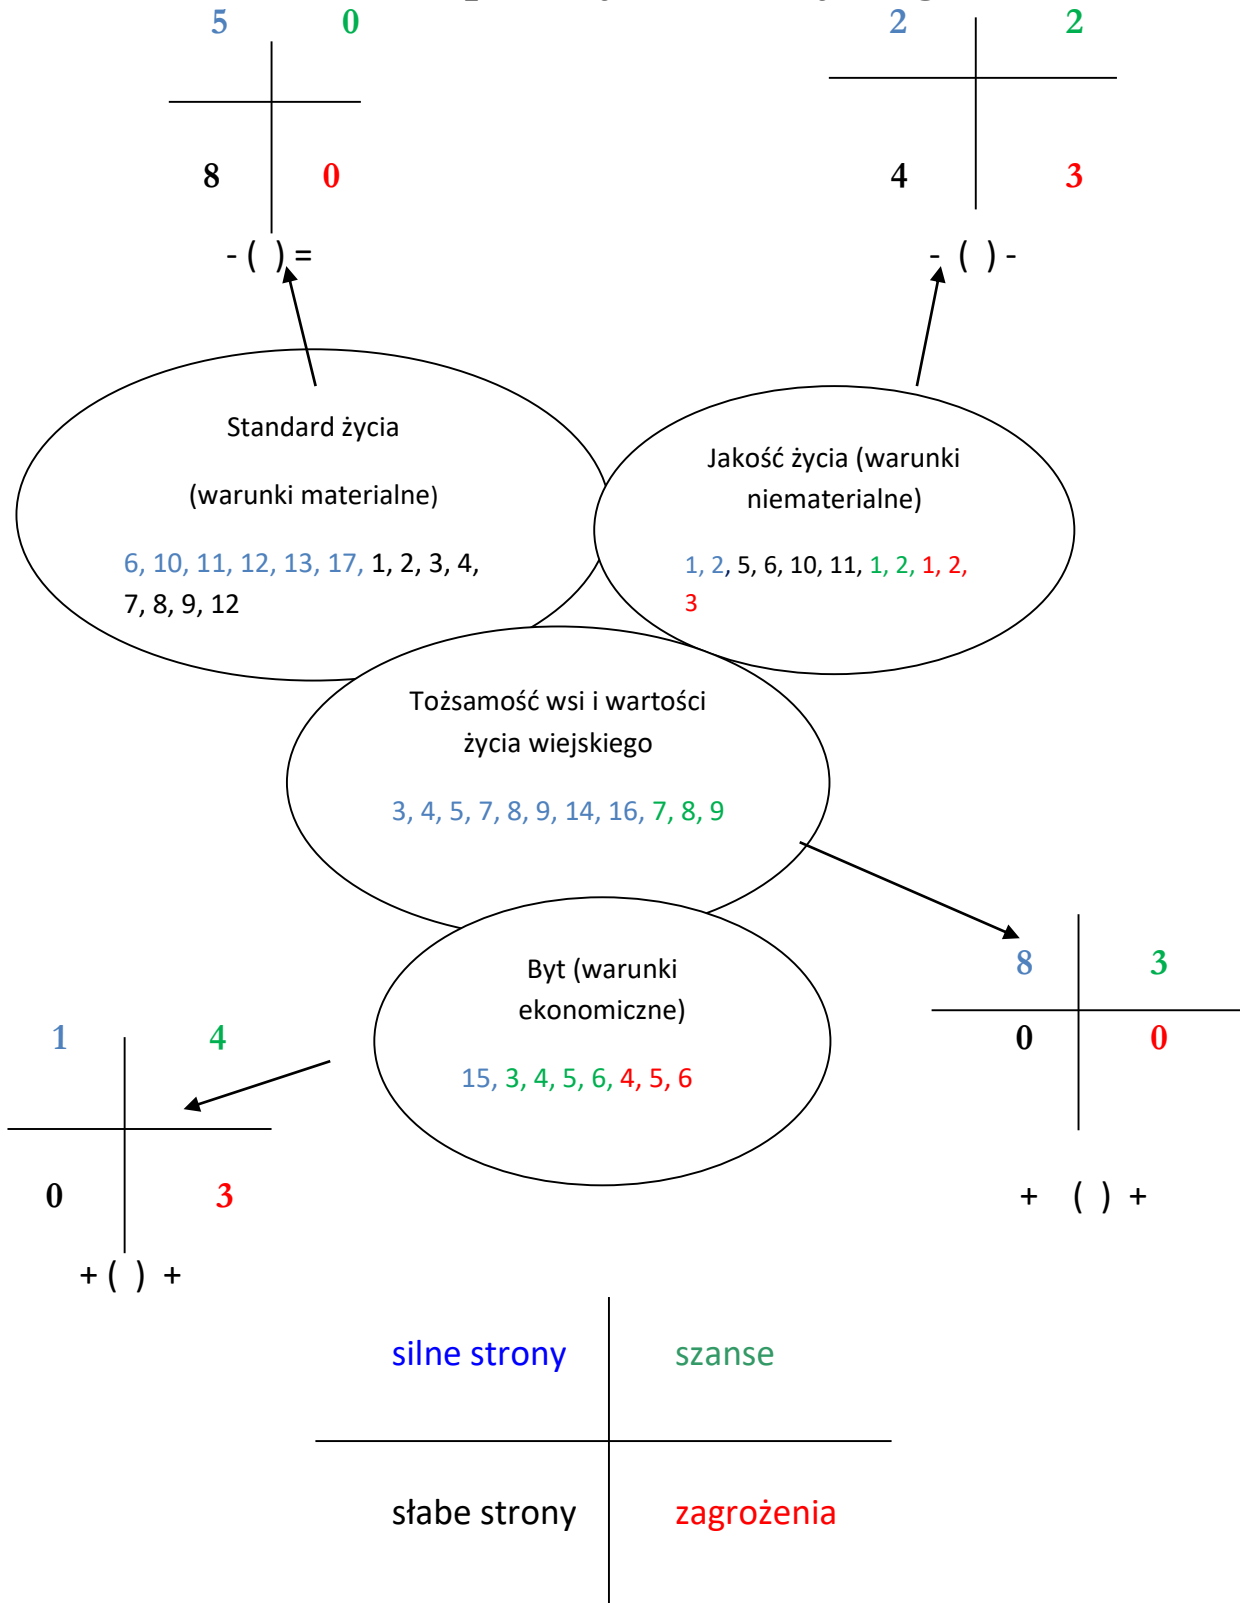 5 0
2 2
8 0
4 3
- ( ) =
- ( ) -
Standard życia
(warunki materialne)
6, 10, 11, 12, 13, 17, 1, 2, 3, 4,
7, 8, 9, 12
Jakość życia (warunki
niematerialne)
1, 2, 5, 6, 10, 11, 1, 2, 1, 2,
3
Tożsamość wsi i wartości
życia wiejskiego
3, 4, 5, 7, 8, 9, 14, 16, 7, 8, 9
8 3
0 0
+ ( ) +
Byt (warunki
ekonomiczne)
15, 3, 4, 5, 6, 4, 5, 6
1 4
0 3
+ ( ) +
silne strony szanse
słabe strony zagrożenia